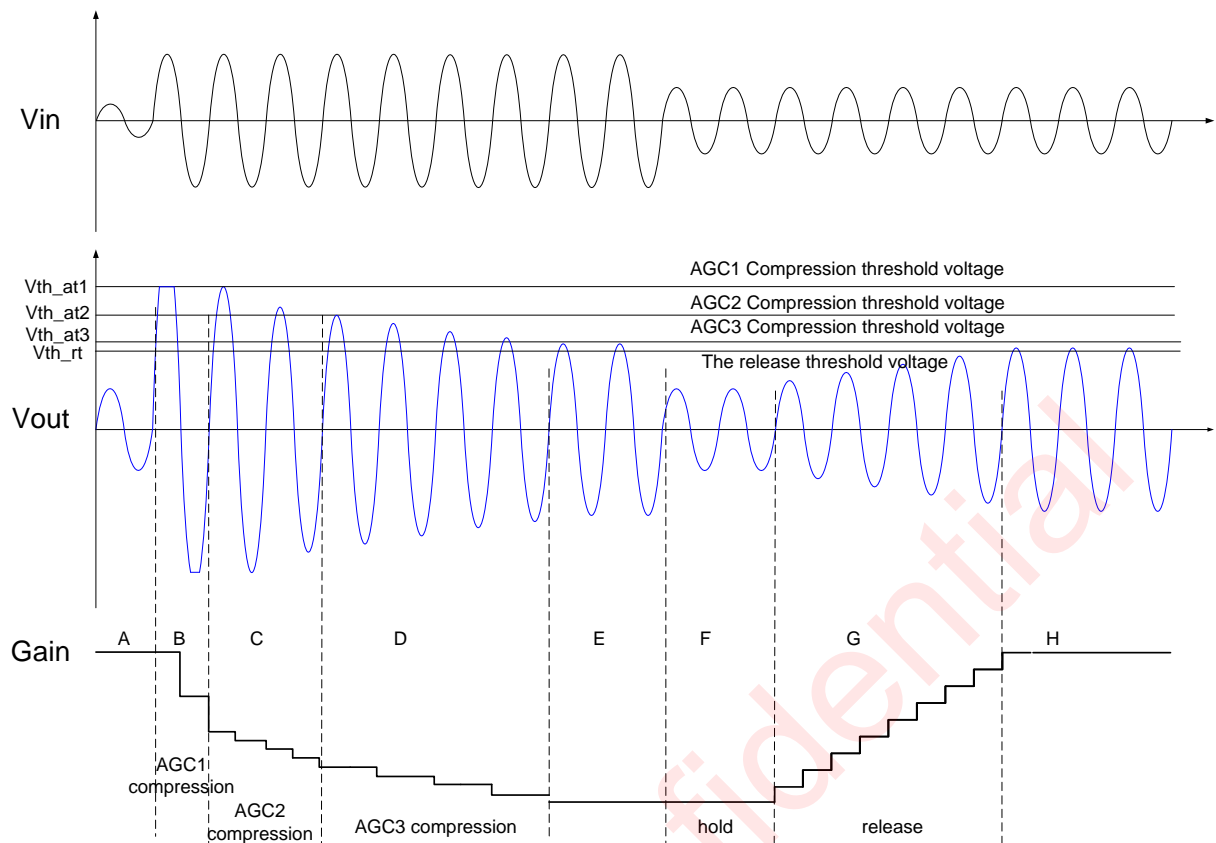 Vin
AGC1 Compression threshold voltage
Vth_at1
AGC2 Compression threshold voltage
Vth_at2
AGC3 Compression threshold voltage
Vth_at3
Vth_rt
The release threshold voltage
Vout
A B C D E F G H
Gain
AGC1
compression
AGC2
compression
AGC3 compression
hold
release
fidential